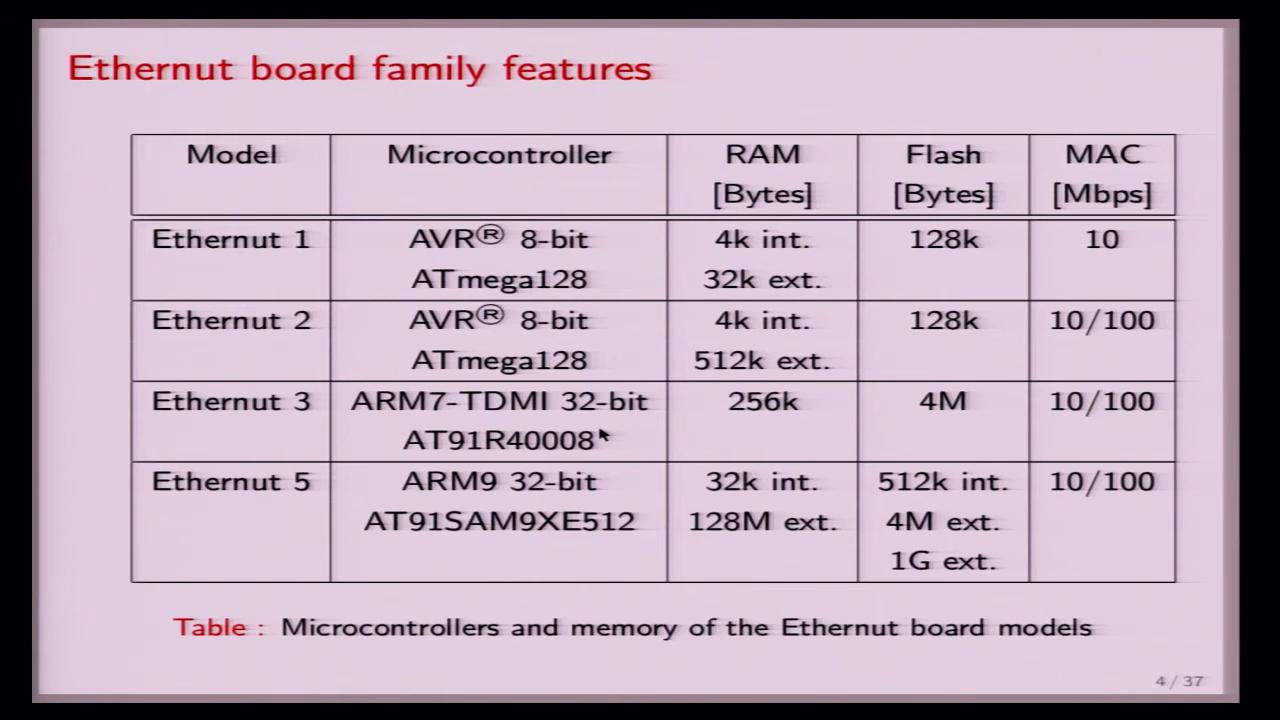 Ethernut board family features
Model Microcontroller RAM Flash MAC
[Bytes] [Bytes] [Mbps]
Ethernut 1 AVR® 8-bit 4k int. 128k 10
ATmega128 32k ext.
Ethernut 2 AVR® 8-bit 4k int. 128k 10/100
ATmega128 512k ext.
Ethernut 3 ARM7-TDMI 32-bit 256k 4M 10/100
AT91R40008
Ethernut 5 ARM9 32-bit 32k int. 512k int. 10/100
AT91SAM9XE512 128M ext. 4M ext.
1G ext.
Table : Microcontrollers and memory of the Ethernut board models
4 / 37